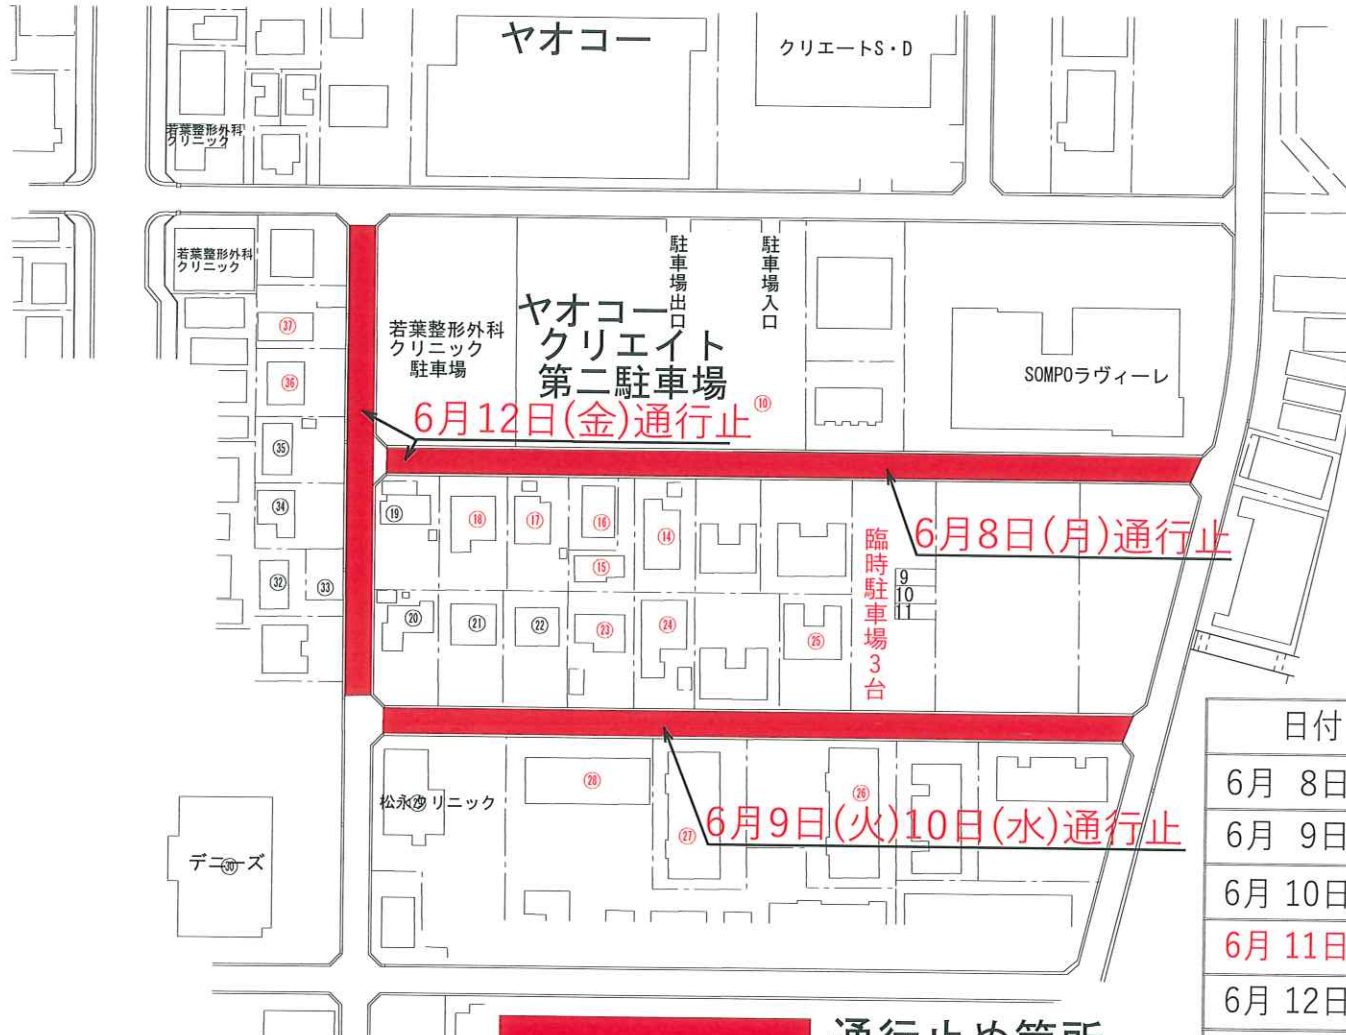 ヤオコー
クリエートS・D
若葉整形外科
クリニック
若葉整形外科
クリニック
駐車場出口
駐車場入口
若葉整形外科
クリニック
駐車場
ヤオコー
クリエイト
第二駐車場
SOMPOラヴィーレ
㊲
㊱
⑩
6月12日(金)通行止
㉟
㉞
⑲
⑱
⑰
⑯
⑭
⑮
6月8日(月)通行止
臨時駐車場3台
9
10
11
㉜
㉝
⑳
㉑
㉒
㉓
㉔
㉕
松永クリニック
㉙
㉘
㉗
㉖
6月9日(火)10日(水)通行止
デニーズ
㉚
日付
6月 8日
6月 9日
6月 10日
6月 11日
6月 12日
通行止め箇所